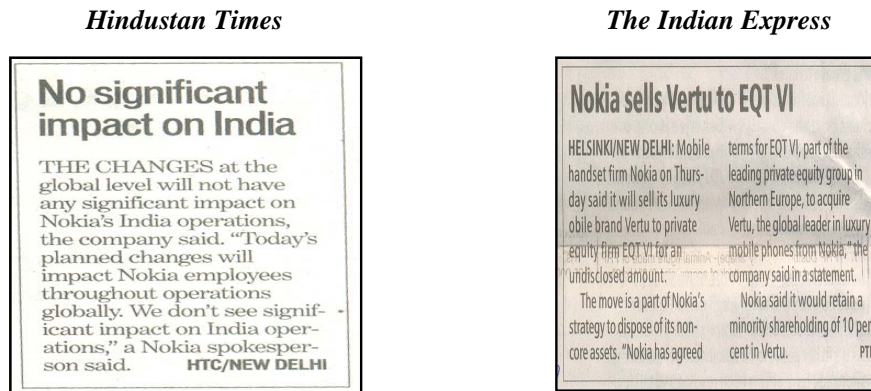 Hindustan Times
No significant
impact on India
THE CHANGES at the
global level will not have
any significant impact on
Nokia's India operations,
the company said. “Today's
planned changes will
impact Nokia employees
throughout operations
globally. We don't see signif-
icant impact on India oper-
ations,” a Nokia spokesper-
son said. HTC/NEW DELHI
The Indian Express
Nokia sells Vertu to EQT VI
HELSINKI/NEW DELHI: Mobile
handset firm Nokia on Thurs-
day said it will sell its luxury
obile brand Vertu to private
equity firm EQT VI for an
undisclosed amount.
The move is a part of Nokia's
strategy to dispose of its non-
core assets. “Nokia has agreed
terms for EQT VI, part of the
leading private equity group in
Northern Europe, to acquire
Vertu, the global leader in luxury
mobile phones from Nokia,” the
company said in a statement.
Nokia said it would retain a
minority shareholding of 10 per
cent in Vertu. PTI